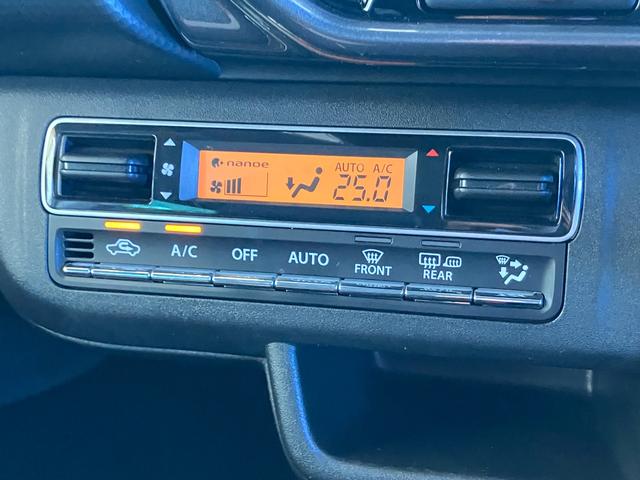 nanoe
AUTO A/C
25.0
A/C OFF AUTO FRONT REAR